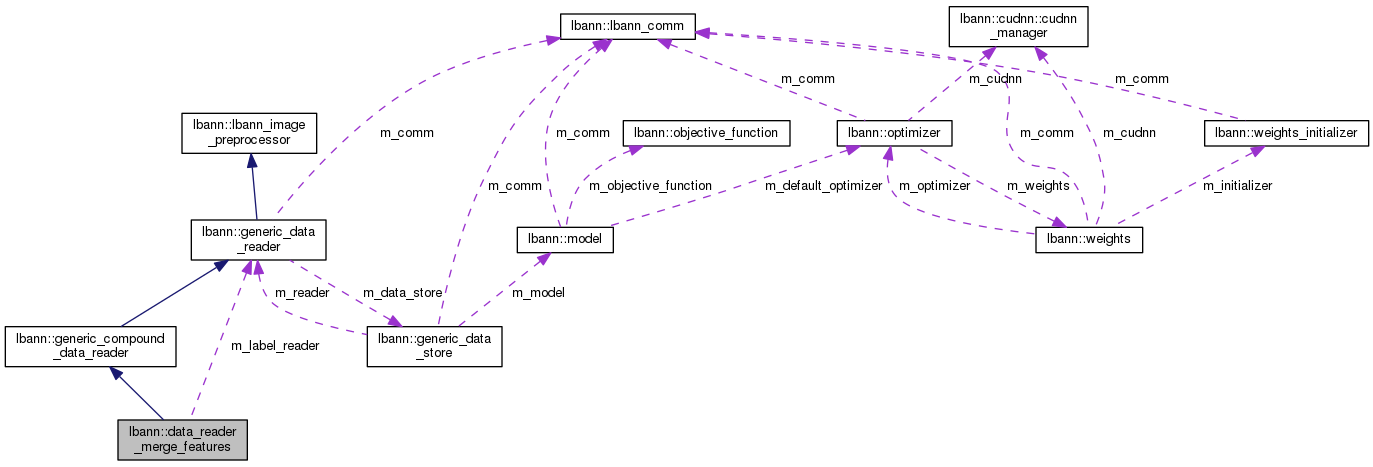 lbann::lbann_comm
lbann::cudnn::cudnn
_manager
m_comm
m_cudnn
m_comm
lbann::lbann_image
_preprocessor
m_comm
m_comm
lbann::objective_function
lbann::optimizer
m_comm
m_cudnn
lbann::weights_initializer
m_comm
m_objective_function
m_default_optimizer
m_optimizer
m_weights
m_initializer
lbann::generic_data
_reader
lbann::model
lbann::weights
m_reader
m_data_store
m_model
lbann::generic_compound
_data_reader
m_label_reader
lbann::generic_data
_store
lbann::data_reader
_merge_features